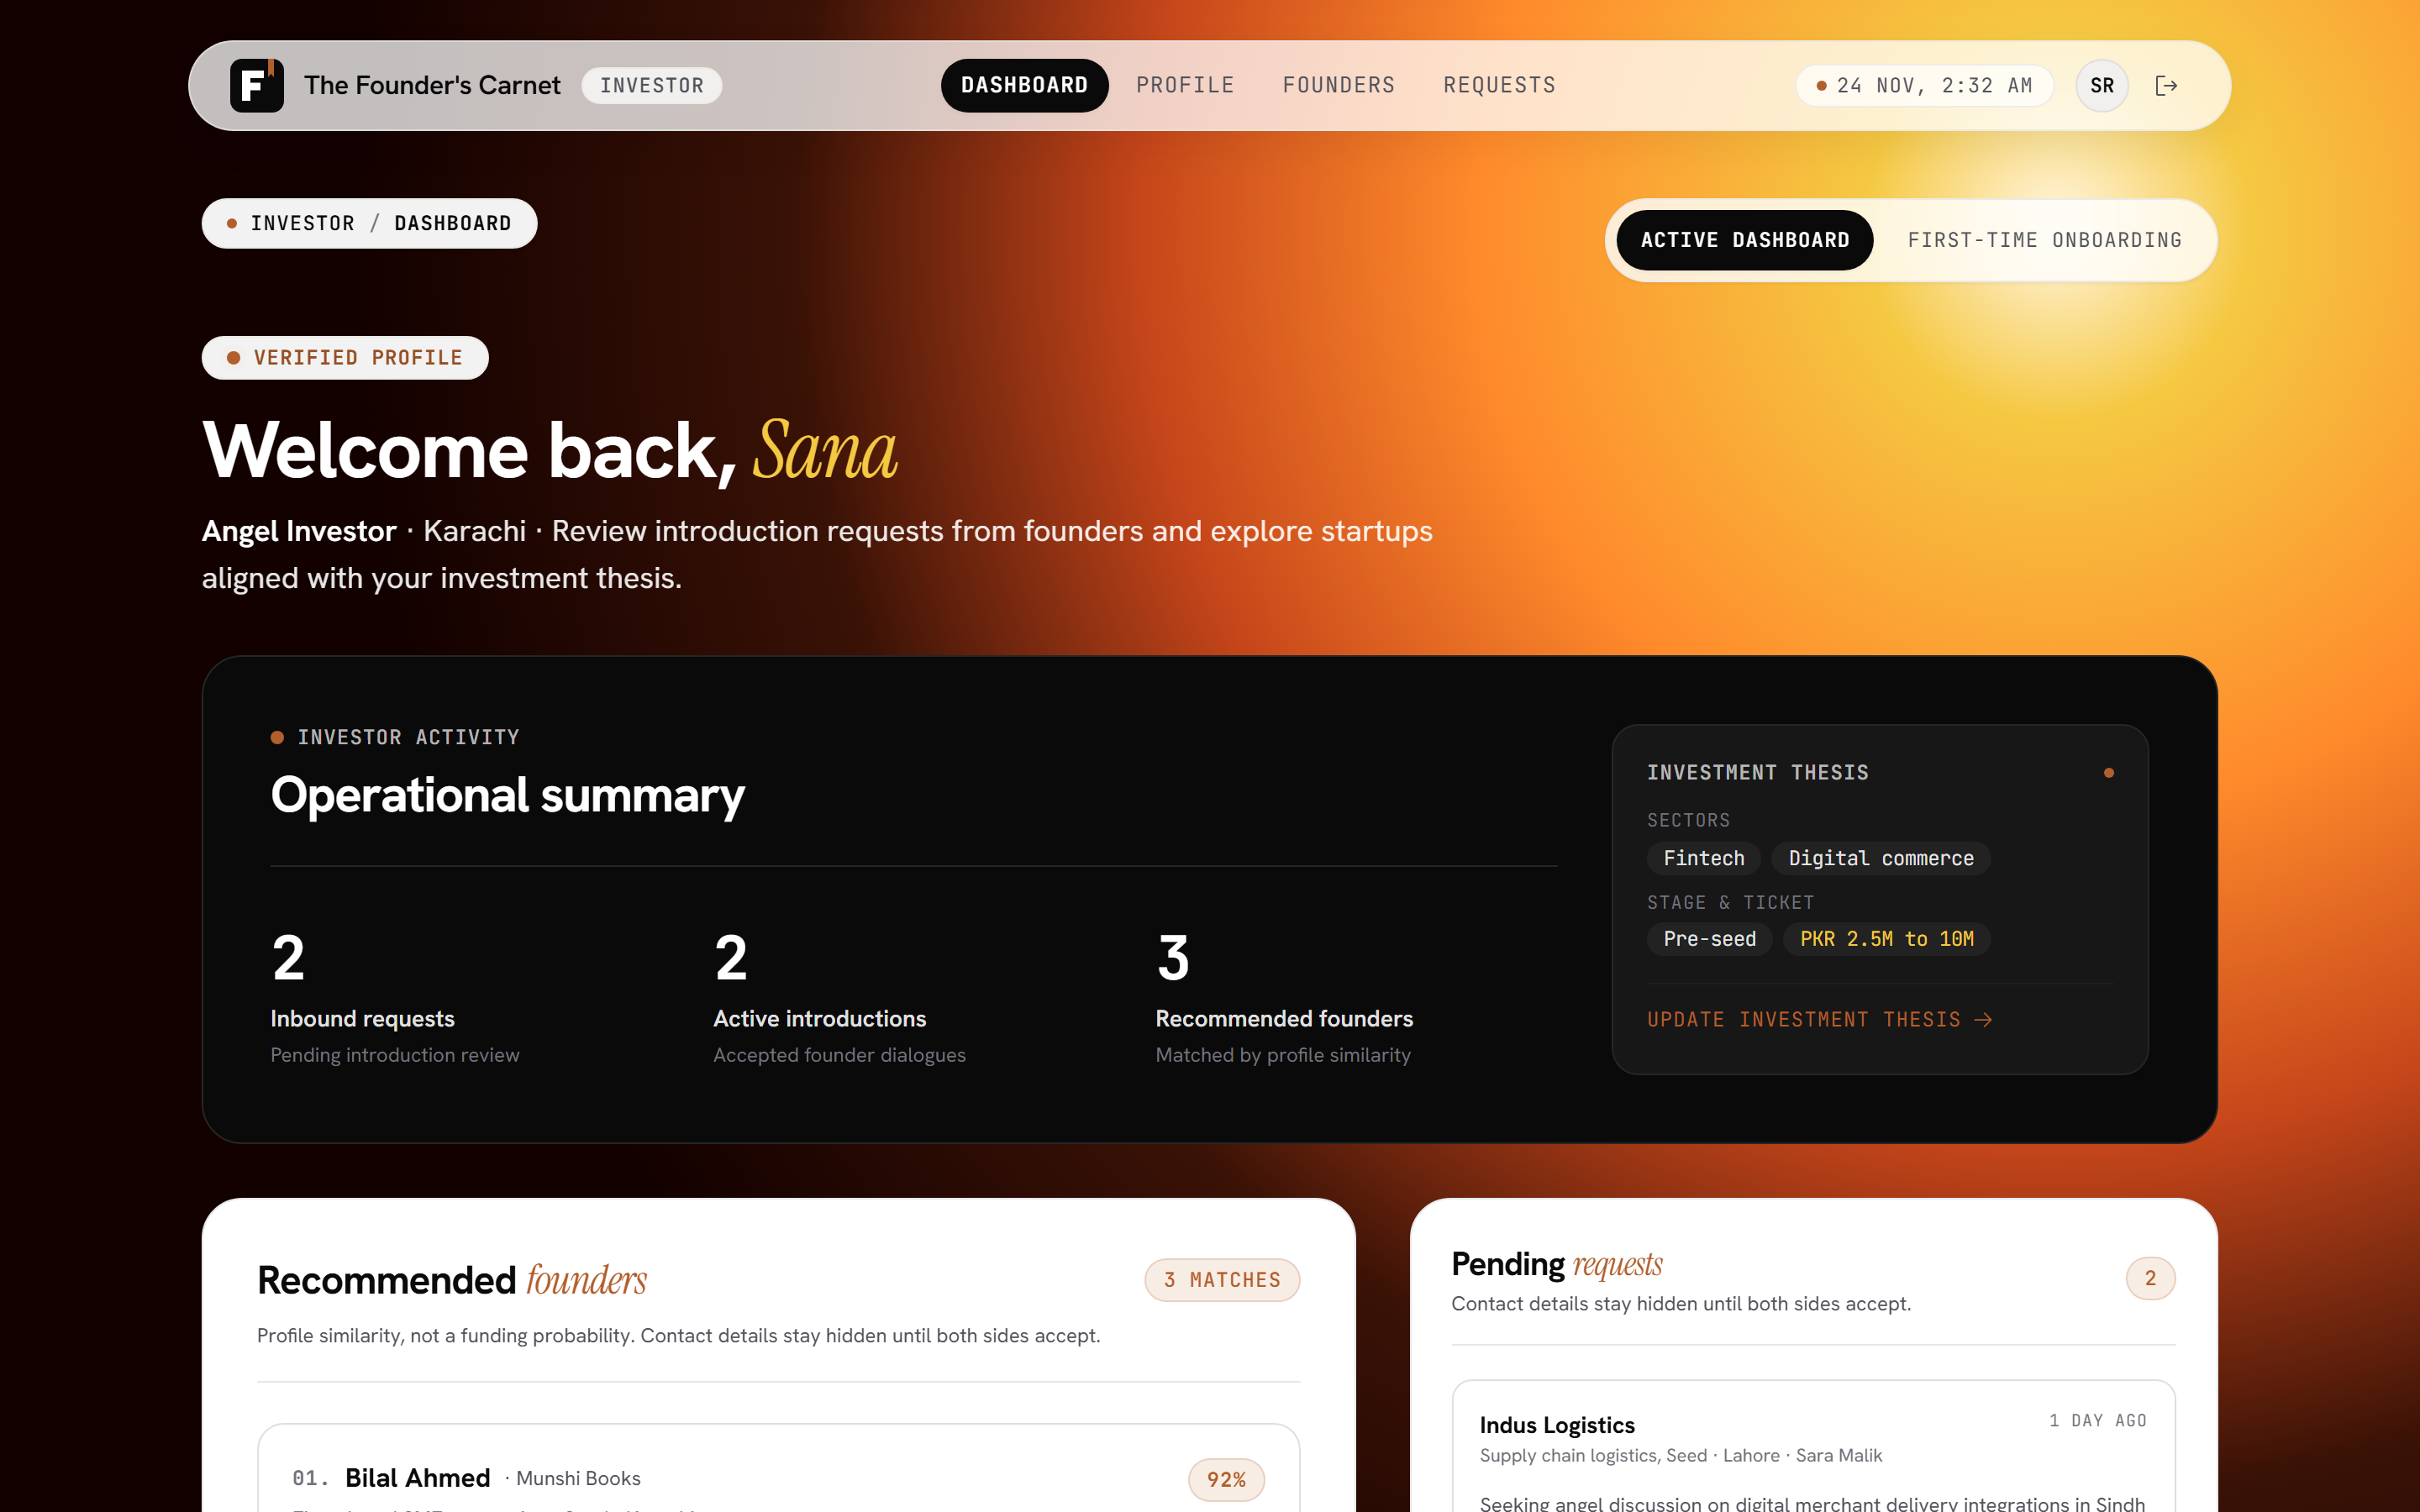 F The Founder's Carnet INVESTOR DASHBOARD PROFILE FOUNDERS REQUESTS 24 NOV, 2:32 AM SR
INVESTOR / DASHBOARD
ACTIVE DASHBOARD FIRST-TIME ONBOARDING
VERIFIED PROFILE
Welcome back, Sana
Angel Investor · Karachi · Review introduction requests from founders and explore startups
aligned with your investment thesis.
INVESTOR ACTIVITY
Operational summary
2
Inbound requests
Pending introduction review
2
Active introductions
Accepted founder dialogues
3
Recommended founders
Matched by profile similarity
INVESTMENT THESIS
SECTORS
Fintech Digital commerce
STAGE & TICKET
Pre-seed PKR 2.5M to 10M
UPDATE INVESTMENT THESIS →
Recommended founders
3 MATCHES
Profile similarity, not a funding probability. Contact details stay hidden until both sides accept.
01. Bilal Ahmed · Munshi Books
92%
Pending requests
2
Contact details stay hidden until both sides accept.
Indus Logistics
1 DAY AGO
Supply chain logistics, Seed · Lahore · Sara Malik
Seeking angel discussion on digital merchant delivery integrations in Sindh